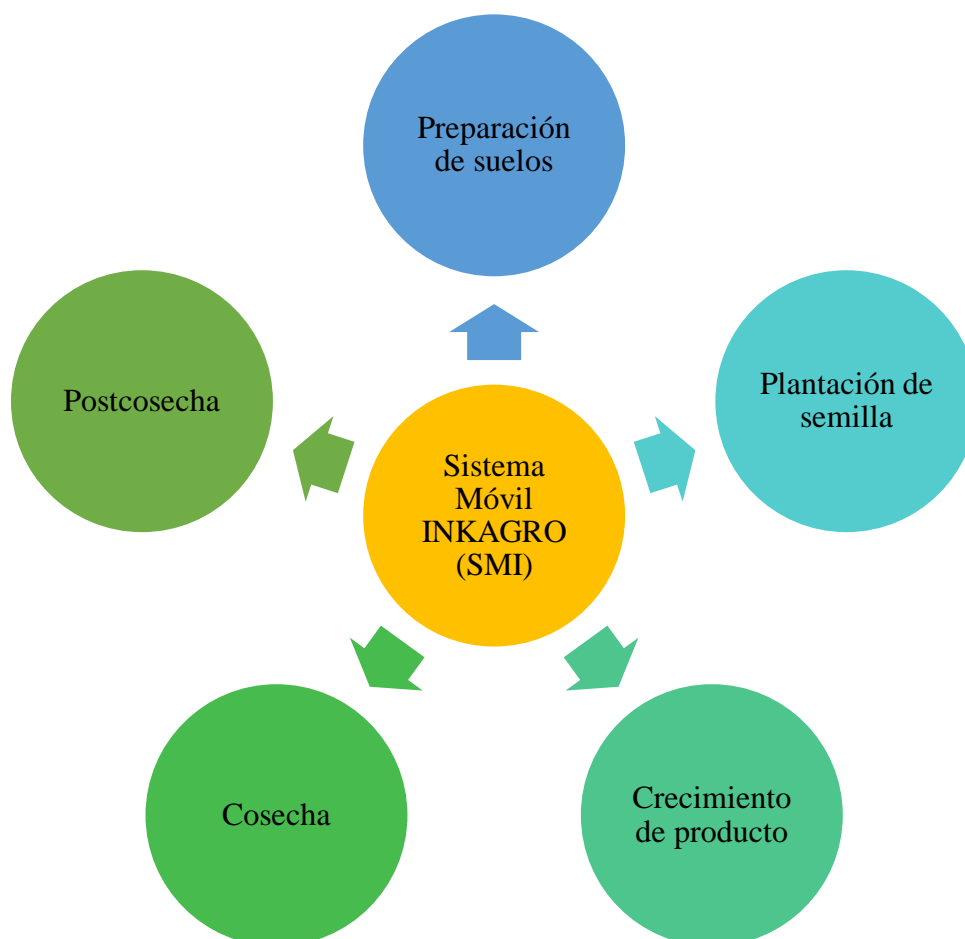 Preparación
de suelos
Plantación de
semilla
Postcosecha
Sistema
Móvil
INKAGRO
(SMI)
Crecimiento
de producto
Cosecha